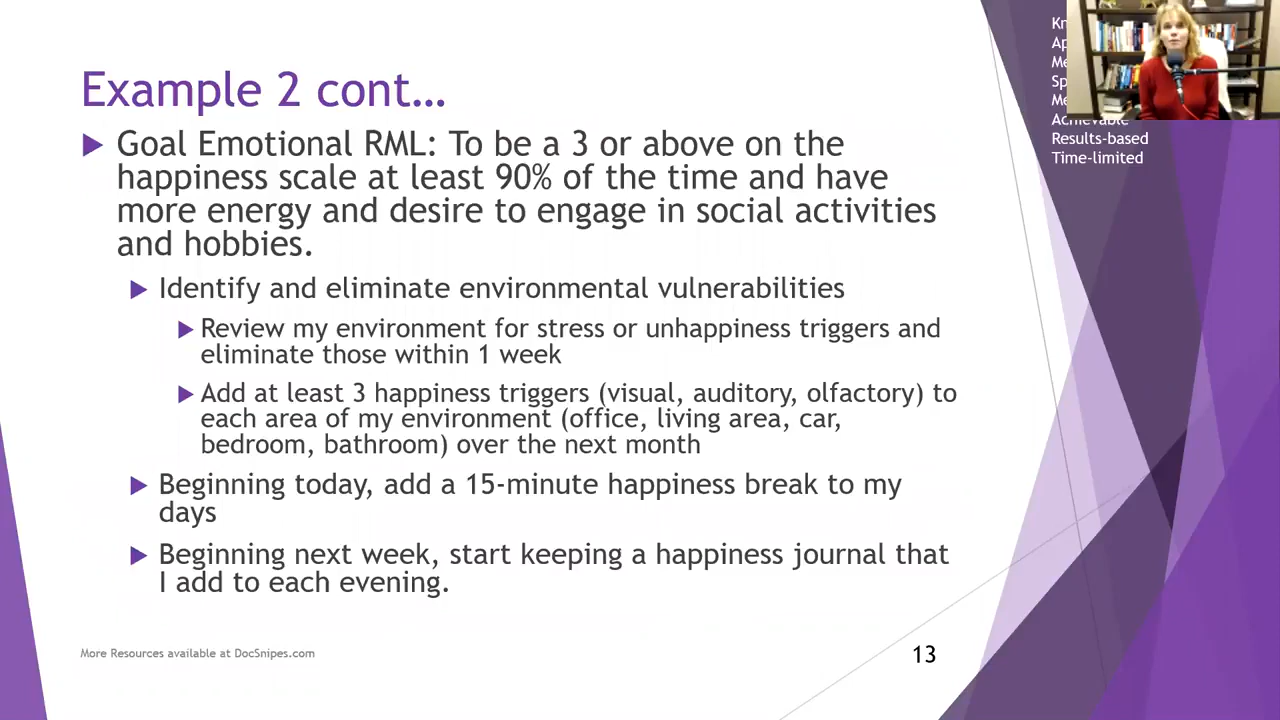 Example 2 cont...
Goal Emotional RML: To be a 3 or above on the
happiness scale at least 90% of the time and have
more energy and desire to engage in social activities
and hobbies.
Identify and eliminate environmental vulnerabilities
Review my environment for stress or unhappiness triggers and
eliminate those within 1 week
Add at least 3 happiness triggers (visual, auditory, olfactory) to
each area of my environment (office, living area, car,
bedroom, bathroom) over the next month
Beginning today, add a 15-minute happiness break to my
days
Beginning next week, start keeping a happiness journal that
I add to each evening.
More Resources available at DocSnipes.com
13
Achievable
Results-based
Time-limited